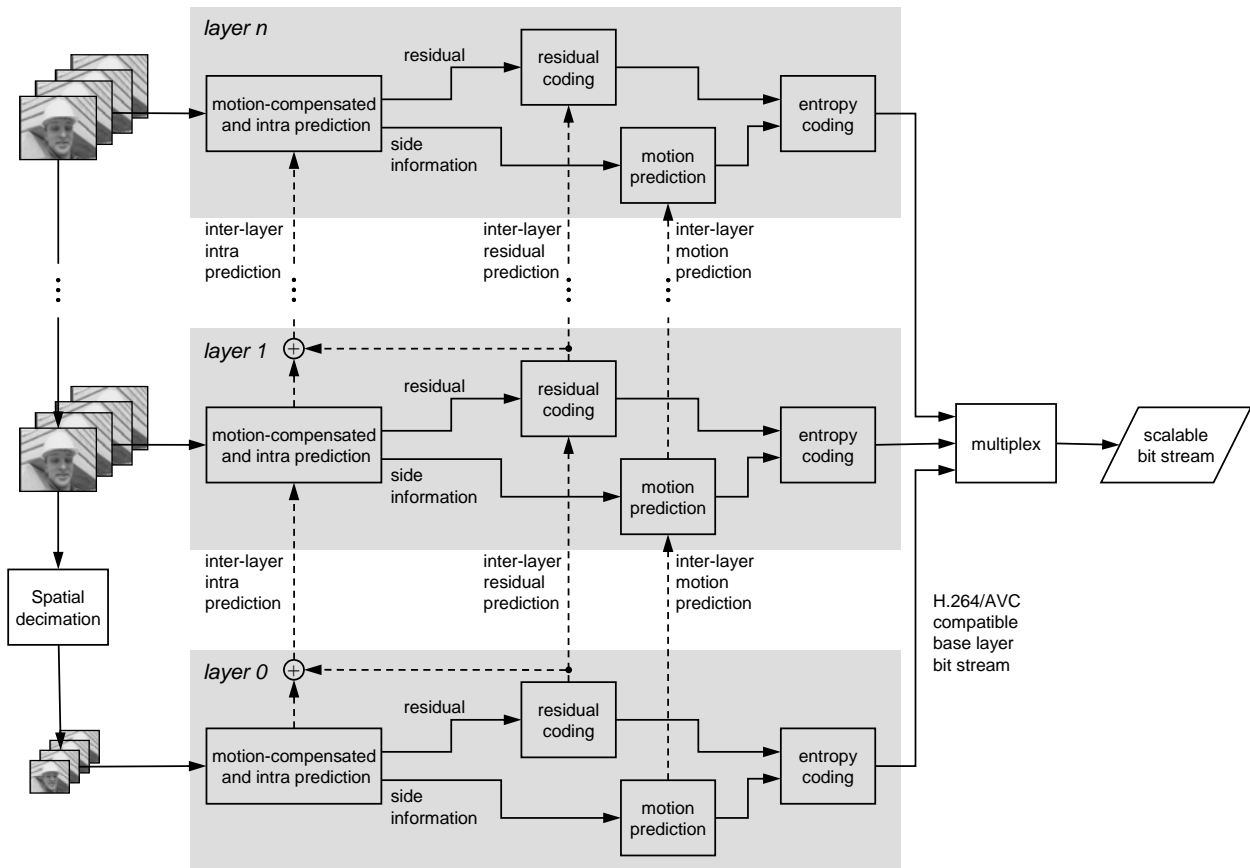 layer n
residual
residual
coding
motion-compensated
and intra prediction
entropy
coding
side
information
motion
prediction
inter-layer
intra
prediction
inter-layer
residual
prediction
inter-layer
motion
prediction
layer 1
residual
residual
coding
motion-compensated
and intra prediction
entropy
coding
side
information
motion
prediction
multiplex
scalable
bit stream
inter-layer
intra
prediction
inter-layer
residual
prediction
inter-layer
motion
prediction
Spatial
decimation
H.264/AVC
compatible
base layer
bit stream
layer 0
residual
residual
coding
motion-compensated
and intra prediction
entropy
coding
side
information
motion
prediction